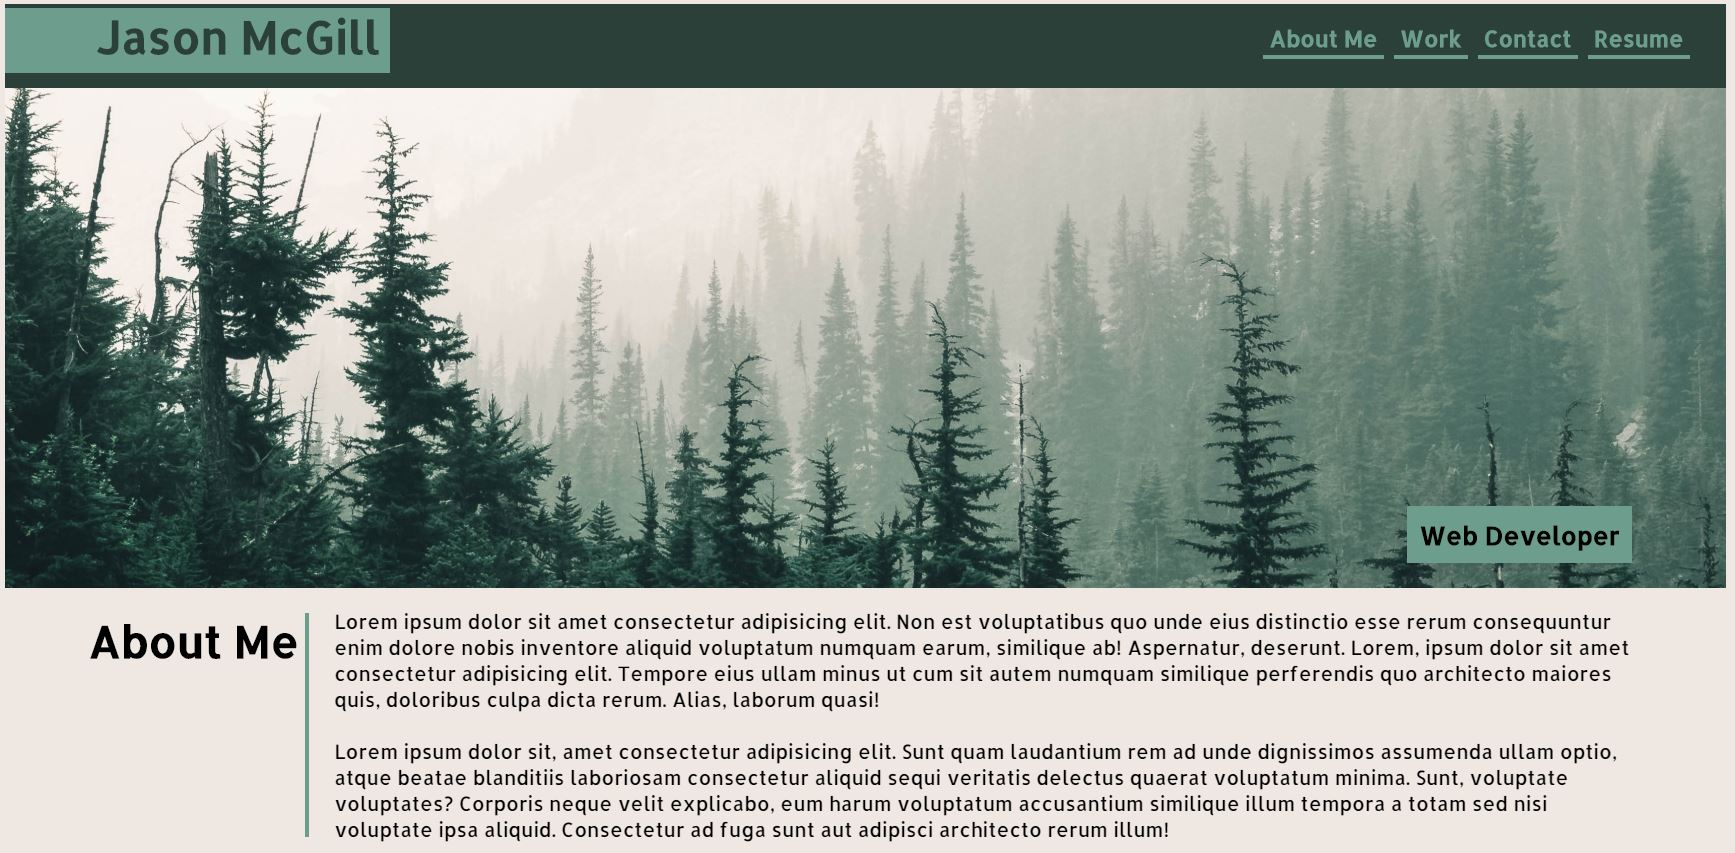 Jason McGill
About Me
Work
Contact
Resume
Web Developer
About Me
Lorem ipsum dolor sit amet consectetur adipisicing elit. Non est voluptatibus quo unde eius distinctio esse rerum consequuntur
enim dolore nobis inventore aliquid voluptatum numquam earum, similique ab! Aspernatur, deserunt. Lorem, ipsum dolor sit amet
consectetur adipisicing elit. Tempore eius ullam minus ut cum sit autem numquam similique perferendis quo architecto maiores
quis, doloribus culpa dicta rerum. Alias, laborum quasi!
Lorem ipsum dolor sit, amet consectetur adipisicing elit. Sunt quam laudantium rem ad unde dignissimos assumenda ullam optio,
atque beatae blanditiis laboriosam consectetur aliquid sequi veritatis delectus quaerat voluptatum minima. Sunt, voluptate
voluptates? Corporis neque velit explicabo, eum harum voluptatum accusantium similique illum tempora a totam sed nisi
voluptate ipsa aliquid. Consectetur ad fuga sunt aut adipisci architecto rerum illum!